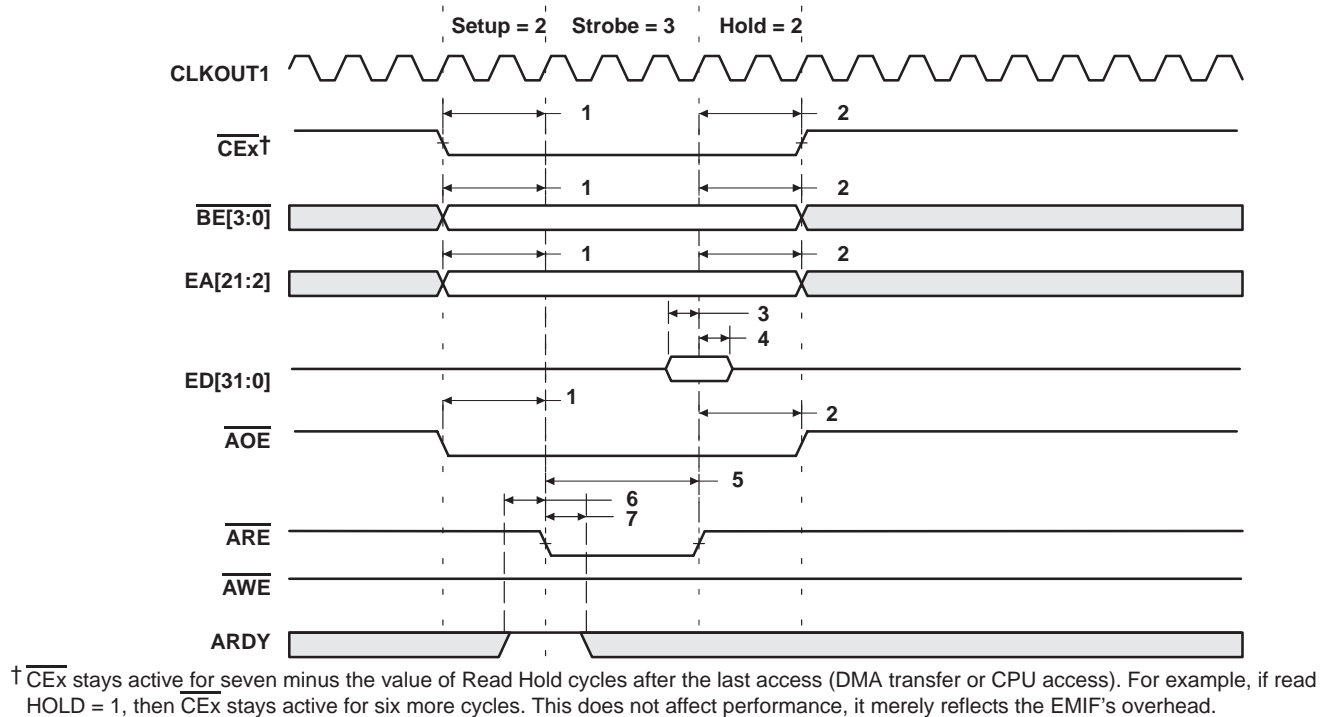 Setup = 2 Strobe = 3 Hold = 2
CLKOUT1
1 2
CEx†
1 2
BE[3:0]
1 2
EA[21:2]
3
4
ED[31:0]
1
2
AOE
5
6
7
ARE
AWE
ARDY
† CEx stays active for seven minus the value of Read Hold cycles after the last access (DMA transfer or CPU access). For example, if read
HOLD = 1, then CEx stays active for six more cycles. This does not affect performance, it merely reflects the EMIF's overhead.